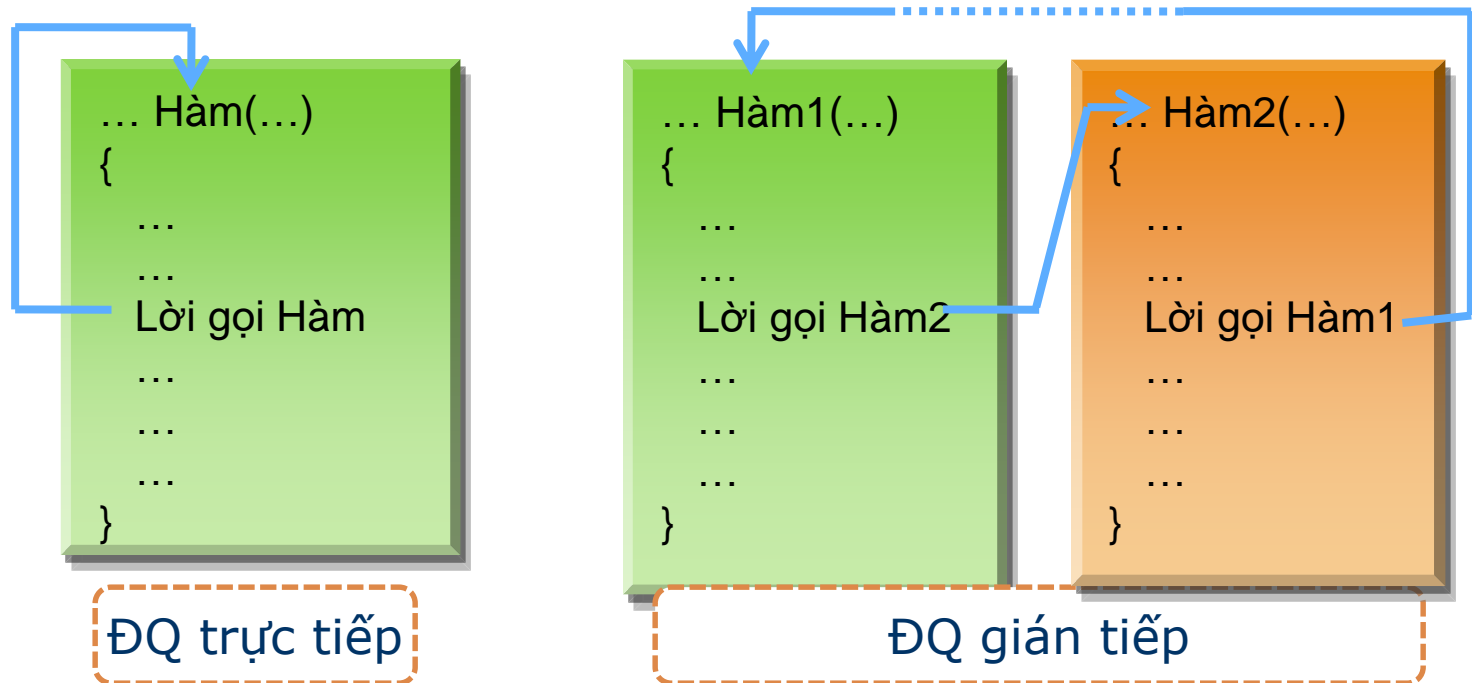 … Hàm(…)
{
…
…
Lời gọi Hàm
…
…
…
}
ĐQ trực tiếp
… Hàm1(…)
{
…
…
Lời gọi Hàm2
…
…
…
}
… Hàm2(…)
{
…
…
Lời gọi Hàm1
…
…
…
}
ĐQ gián tiếp